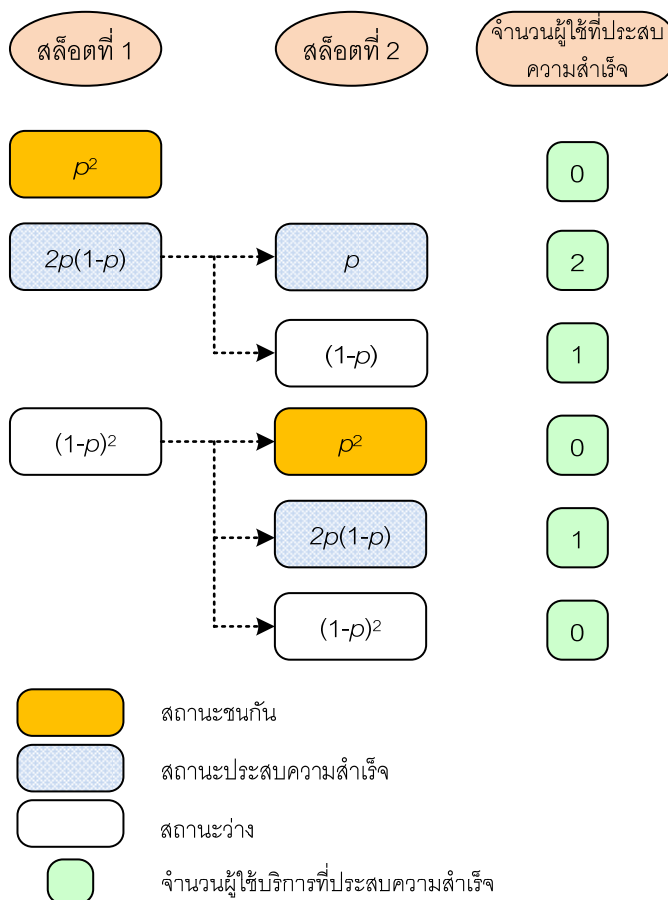 สล็อตที่ 1
สล็อตที่ 2
จำนวนผู้ใช้ที่ประสบ
ความสำเร็จ
p²
0
2p(1-p)
p
2
(1-p)
1
(1-p)²
p²
0
2p(1-p)
1
(1-p)²
0
สถานะชนกัน
สถานะประสบความสำเร็จ
สถานะว่าง
จำนวนผู้ใช้บริการที่ประสบความสำเร็จ